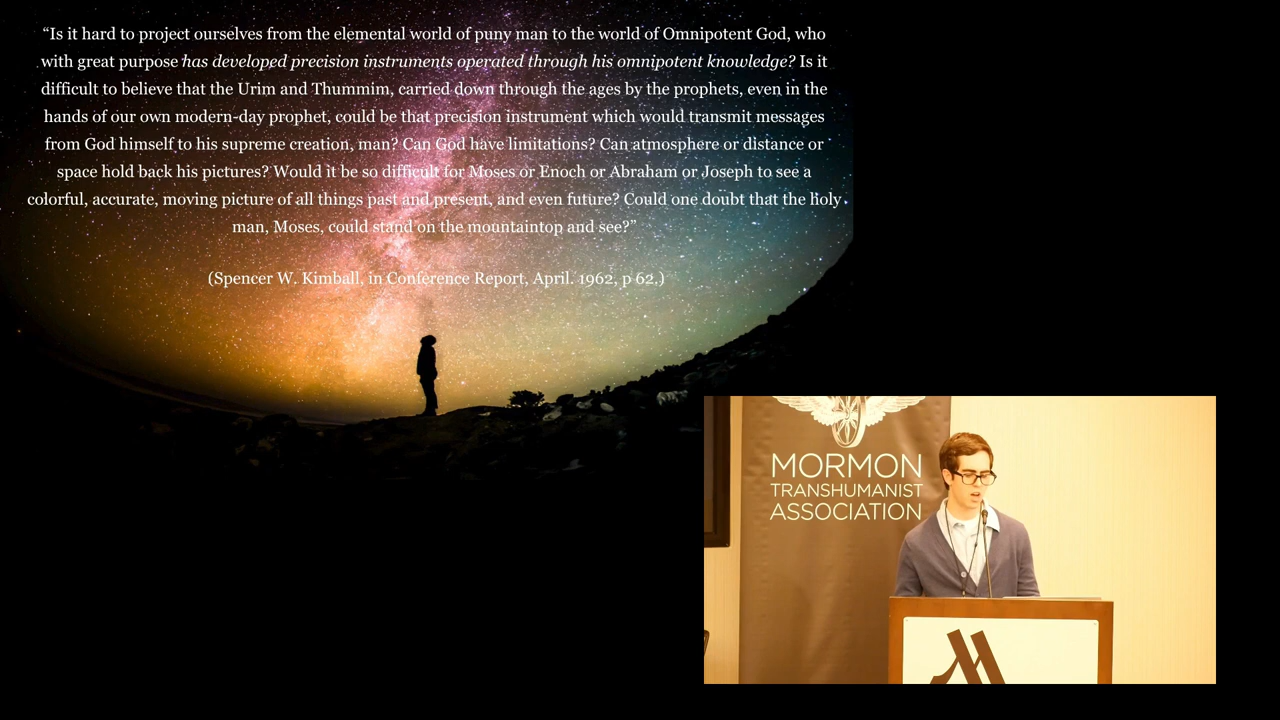 “Is it hard to project ourselves from the elemental world of puny man to the world of Omnipotent God, who
with great purpose has developed precision instruments operated through his omnipotent knowledge? Is it
difficult to believe that the Urim and Thummim, carried down through the ages by the prophets, even in the
hands of our own modern-day prophet, could be that precision instrument which would transmit messages
from God himself to his supreme creation, man? Can God have limitations? Can atmosphere or distance or
space hold back his pictures? Would it be so difficult for Moses or Enoch or Abraham or Joseph to see a
colorful, accurate, moving picture of all things past and present, and even future? Could one doubt that the holy
man, Moses, could stand on the mountaintop and see?”
(Spencer W. Kimball, in Conference Report, April. 1962, p 62.)
MORMON
TRANSHUMANIST
ASSOCIATION